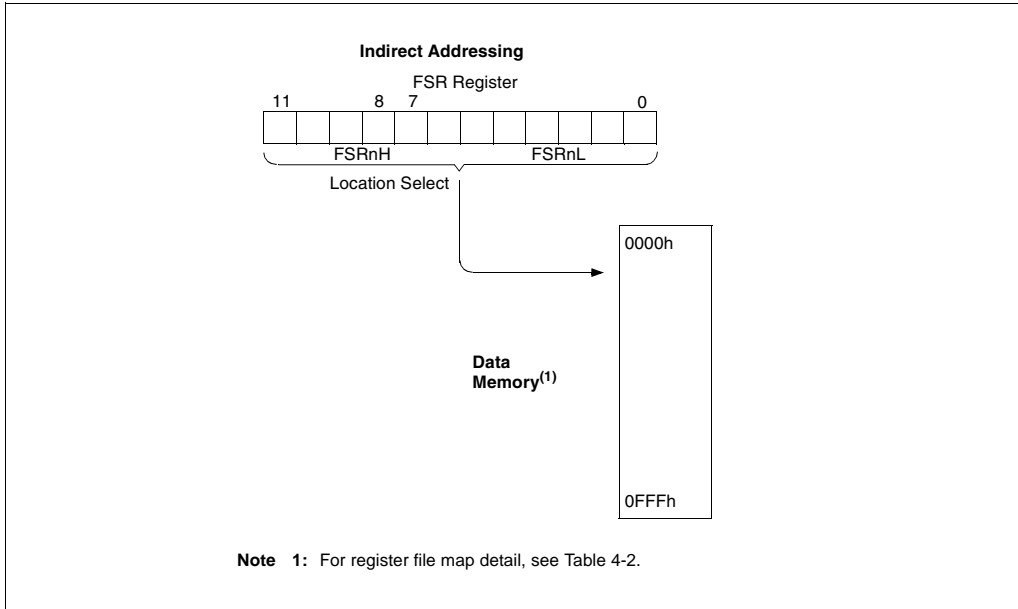 Indirect Addressing
FSR Register
11 8 7 0
FSRnH FSRnL
Location Select
0000h
Data
Memory(1)
0FFFh
Note 1: For register file map detail, see Table 4-2.